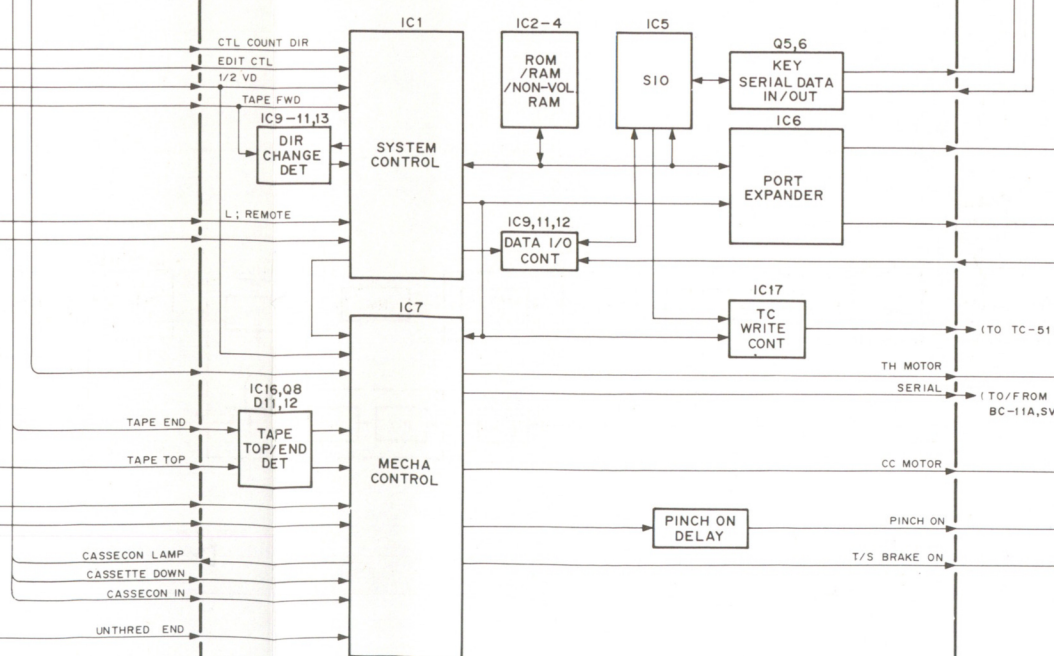 IC1
IC2-4
IC5
CTL COUNT DIR
EDIT CTL
1/2 VD
TAPE FWD
IC9-11,13
DIR
CHANGE
DET
SYSTEM
CONTROL
ROM
/RAM
/NON-VOL
RAM
SIO
Q5,6
KEY
SERIAL DATA
IN/OUT
IC6
PORT
EXPANDER
L; REMOTE
IC9,11,12
DATA I/O
CONT
IC7
IC17
TC
WRITE
CONT
(TO TC-51
TH MOTOR
SERIAL
(TO/FROM
BC-11A,SV
IC16,Q8
D11,12
TAPE END
TAPE TOP
TAPE
TOP/END
DET
MECHA
CONTROL
CC MOTOR
PINCH ON
DELAY
PINCH ON
T/S BRAKE ON
CASSECON LAMP
CASSETTE DOWN
CASSECON IN
UNTHRED END